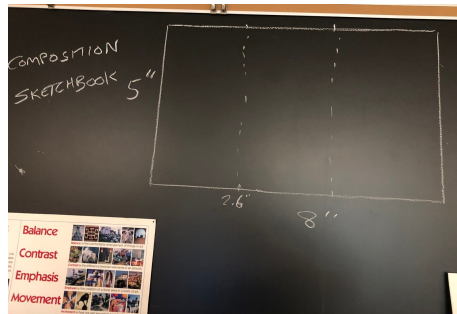 COMPOSITION
SKETCHBOOK
5"
2.6"
8"
Balance
Contrast
Emphasis
Movement